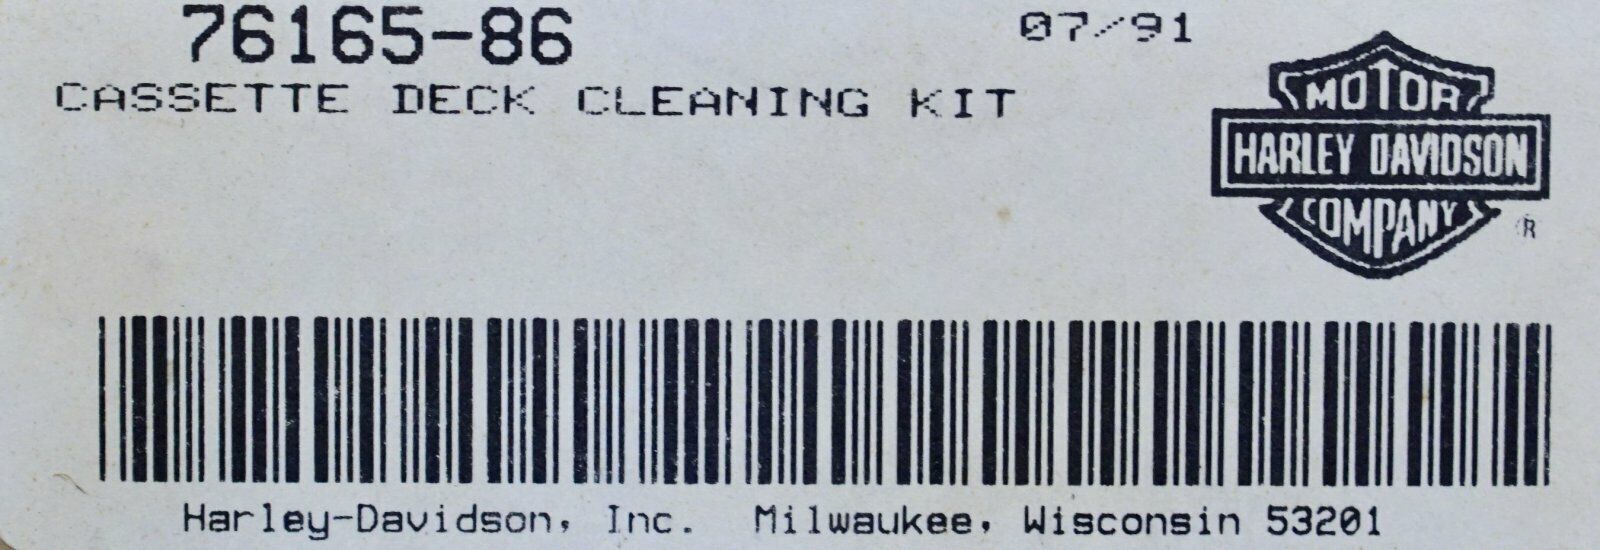 76165-86
07/91
CASSETTE DECK CLEANING KIT
MOTOR
HARLEY DAVIDSON
COMPANY
®
Harley-Davidson, Inc. Milwaukee, Wisconsin 53201